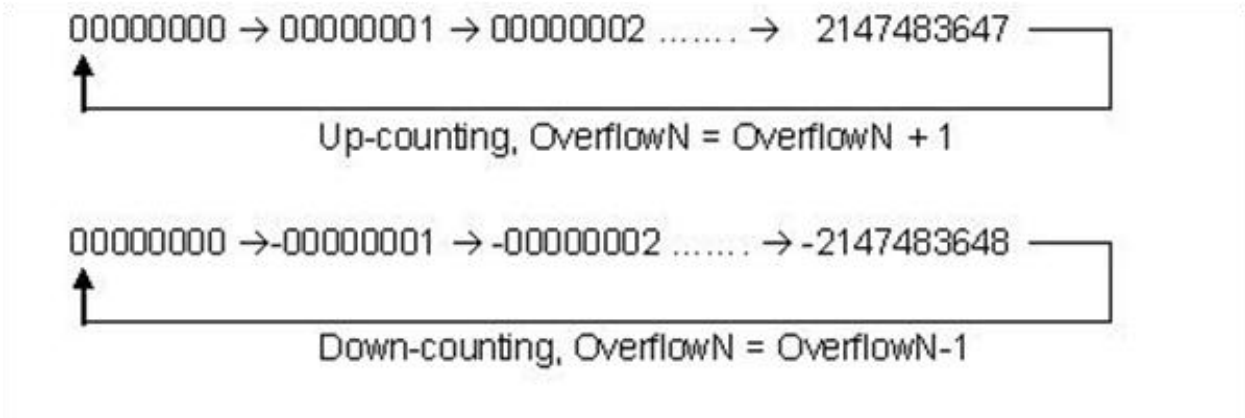 00000000 → 00000001 → 00000002 ....... → 2147483647
Up-counting, OverflowN = OverflowN + 1
00000000 →-00000001 → -00000002 ....... → -2147483648
Down-counting, OverflowN = OverflowN-1